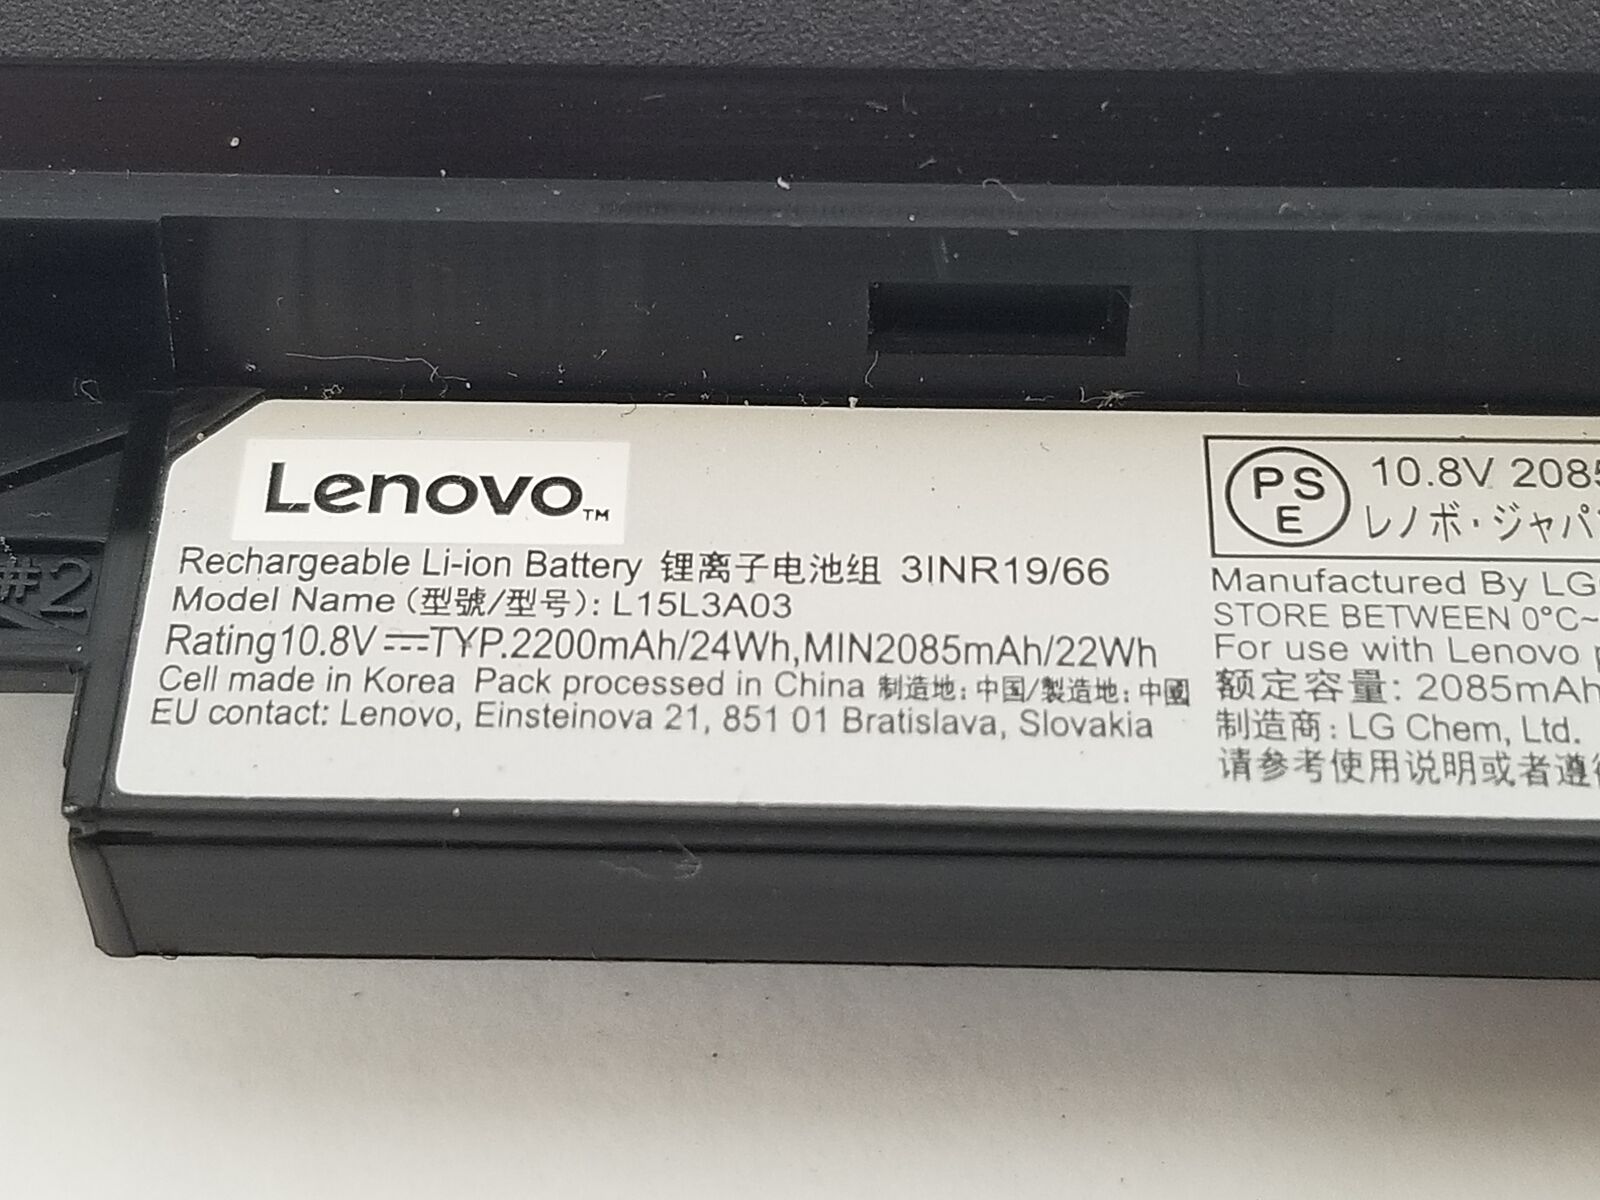 Lenovo™
Rechargeable Li-ion Battery 锂离子电池组 3INR19/66
Model Name (型號/型号): L15L3A03
Rating10.8V⎓TYP.2200mAh/24Wh,MIN2085mAh/22Wh
Cell made in Korea Pack processed in China 制造地: 中国/製造地: 中國
EU contact: Lenovo, Einsteinova 21, 851 01 Bratislava, Slovakia
PS
E
10.8V 2085
レノボ・ジャパ
Manufactured By LG
STORE BETWEEN 0°C~
For use with Lenovo
额定容量: 2085mAh
制造商: LG Chem, Ltd.
请参考使用说明或者遵
#2